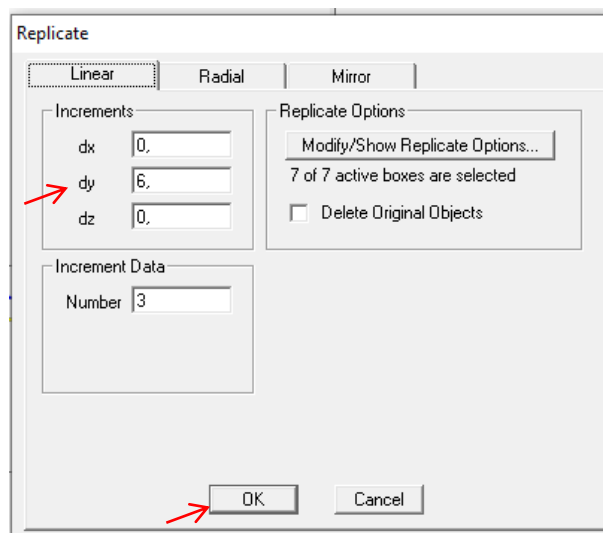 Replicate
Linear Radial Mirror
Increments
dx 0,
dy 6,
dz 0,
Increment Data
Number 3
Replicate Options
Modify/Show Replicate Options...
7 of 7 active boxes are selected
Delete Original Objects
OK Cancel